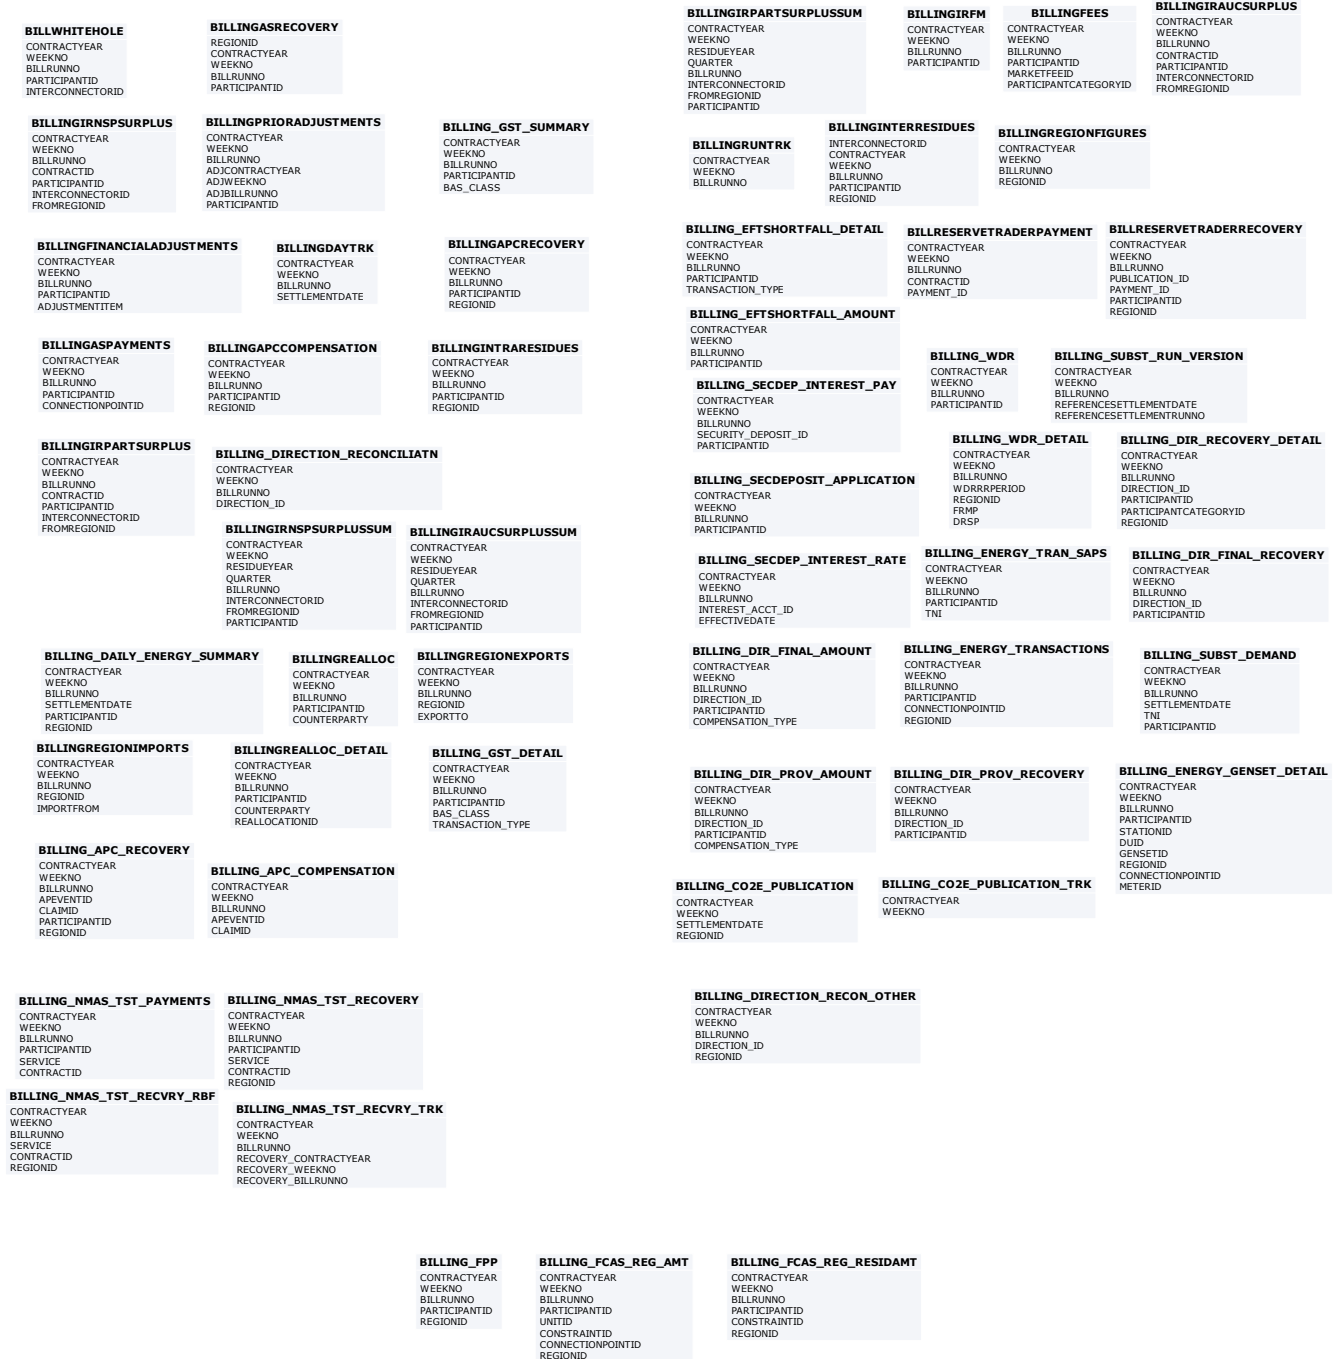 BILLWHITEHOLE
CONTRACTYEAR
WEEKNO
BILLRUNNO
PARTICIPANTID
INTERCONNECTORID
BILLINGASRECOVERY
REGIONID
CONTRACTYEAR
WEEKNO
BILLRUNNO
PARTICIPANTID
BILLINGIRPARTSURPLUSSUM
CONTRACTYEAR
WEEKNO
RESIDUEYEAR
QUARTER
BILLRUNNO
INTERCONNECTORID
FROMREGIONID
PARTICIPANTID
BILLINGIRFM
CONTRACTYEAR
WEEKNO
BILLRUNNO
PARTICIPANTID
BILLINGFEES
CONTRACTYEAR
WEEKNO
BILLRUNNO
PARTICIPANTID
MARKETFEEID
PARTICIPANTCATEGORYID
BILLINGIRAUCSURPLUS
CONTRACTYEAR
WEEKNO
BILLRUNNO
CONTRACTID
PARTICIPANTID
INTERCONNECTORID
FROMREGIONID
BILLINGIRNSPSURPLUS
CONTRACTYEAR
WEEKNO
BILLRUNNO
CONTRACTID
PARTICIPANTID
INTERCONNECTORID
FROMREGIONID
BILLINGPRIORADJUSTMENTS
CONTRACTYEAR
WEEKNO
BILLRUNNO
ADJCONTRACTYEAR
ADJWEEKNO
ADJBILLRUNNO
PARTICIPANTID
BILLING_GST_SUMMARY
CONTRACTYEAR
WEEKNO
BILLRUNNO
PARTICIPANTID
BAS_CLASS
BILLINGRUNTRK
CONTRACTYEAR
WEEKNO
BILLRUNNO
BILLINGINTERRESIDUES
INTERCONNECTORID
CONTRACTYEAR
WEEKNO
BILLRUNNO
PARTICIPANTID
REGIONID
BILLINGREGIONFIGURES
CONTRACTYEAR
WEEKNO
BILLRUNNO
REGIONID
BILLINGFINANCIALADJUSTMENTS
CONTRACTYEAR
WEEKNO
BILLRUNNO
PARTICIPANTID
ADJUSTMENTITEM
BILLINGDAYTRK
CONTRACTYEAR
WEEKNO
BILLRUNNO
SETTLEMENTDATE
BILLINGAPCRECOVERY
CONTRACTYEAR
WEEKNO
BILLRUNNO
PARTICIPANTID
REGIONID
BILLING_EFTSHORTFALL_DETAIL
CONTRACTYEAR
WEEKNO
BILLRUNNO
PARTICIPANTID
TRANSACTION_TYPE
BILLRESERVETRADERPAYMENT
CONTRACTYEAR
WEEKNO
BILLRUNNO
CONTRACTID
PAYMENT_ID
BILLRESERVETRADERRECOVERY
CONTRACTYEAR
WEEKNO
BILLRUNNO
PUBLICATION_ID
PAYMENT_ID
PARTICIPANTID
REGIONID
BILLING_EFTSHORTFALL_AMOUNT
CONTRACTYEAR
WEEKNO
BILLRUNNO
PARTICIPANTID
BILLINGASPAYMENTS
CONTRACTYEAR
WEEKNO
BILLRUNNO
PARTICIPANTID
CONNECTIONPOINTID
BILLINGAPCCOMPENSATION
CONTRACTYEAR
WEEKNO
BILLRUNNO
PARTICIPANTID
REGIONID
BILLINGINTRARESIDUES
CONTRACTYEAR
WEEKNO
BILLRUNNO
PARTICIPANTID
REGIONID
BILLING_SECDEP_INTEREST_PAY
CONTRACTYEAR
WEEKNO
BILLRUNNO
SECURITY_DEPOSIT_ID
PARTICIPANTID
BILLING_WDR
CONTRACTYEAR
WEEKNO
BILLRUNNO
PARTICIPANTID
BILLING_SUBST_RUN_VERSION
CONTRACTYEAR
WEEKNO
BILLRUNNO
REFERENCESETTLEMENTDATE
REFERENCESETTLEMENTRUNNO
BILLINGIRPARTSURPLUS
CONTRACTYEAR
WEEKNO
BILLRUNNO
CONTRACTID
PARTICIPANTID
INTERCONNECTORID
FROMREGIONID
BILLING_DIRECTION_RECONCILIATN
CONTRACTYEAR
WEEKNO
BILLRUNNO
DIRECTION_ID
BILLING_SECDEPOSIT_APPLICATION
CONTRACTYEAR
WEEKNO
BILLRUNNO
PARTICIPANTID
BILLING_WDR_DETAIL
CONTRACTYEAR
WEEKNO
BILLRUNNO
WDRRRPERIOD
REGIONID
FRMP
DRSP
BILLING_DIR_RECOVERY_DETAIL
CONTRACTYEAR
WEEKNO
BILLRUNNO
DIRECTION_ID
PARTICIPANTID
PARTICIPANTCATEGORYID
REGIONID
BILLINGIRNSPSURPLUSSUM
CONTRACTYEAR
WEEKNO
RESIDUEYEAR
QUARTER
BILLRUNNO
INTERCONNECTORID
FROMREGIONID
PARTICIPANTID
BILLINGIRAUCSURPLUSSUM
CONTRACTYEAR
WEEKNO
RESIDUEYEAR
QUARTER
BILLRUNNO
INTERCONNECTORID
FROMREGIONID
PARTICIPANTID
BILLING_SECDEP_INTEREST_RATE
CONTRACTYEAR
WEEKNO
BILLRUNNO
INTEREST_ACCT_ID
EFFECTIVEDATE
BILLING_ENERGY_TRAN_SAPS
CONTRACTYEAR
WEEKNO
BILLRUNNO
PARTICIPANTID
TNI
BILLING_DIR_FINAL_RECOVERY
CONTRACTYEAR
WEEKNO
BILLRUNNO
DIRECTION_ID
PARTICIPANTID
BILLING_DAILY_ENERGY_SUMMARY
CONTRACTYEAR
WEEKNO
BILLRUNNO
SETTLEMENTDATE
PARTICIPANTID
REGIONID
BILLINGREALLOC
CONTRACTYEAR
WEEKNO
BILLRUNNO
PARTICIPANTID
COUNTERPARTY
BILLINGREGIONEXPORTS
CONTRACTYEAR
WEEKNO
BILLRUNNO
REGIONID
EXPORTTO
BILLING_DIR_FINAL_AMOUNT
CONTRACTYEAR
WEEKNO
BILLRUNNO
DIRECTION_ID
PARTICIPANTID
COMPENSATION_TYPE
BILLING_ENERGY_TRANSACTIONS
CONTRACTYEAR
WEEKNO
BILLRUNNO
PARTICIPANTID
CONNECTIONPOINTID
REGIONID
BILLING_SUBST_DEMAND
CONTRACTYEAR
WEEKNO
BILLRUNNO
SETTLEMENTDATE
TNI
PARTICIPANTID
BILLINGREGIONIMPORTS
CONTRACTYEAR
WEEKNO
BILLRUNNO
REGIONID
IMPORTFROM
BILLINGREALLOC_DETAIL
CONTRACTYEAR
WEEKNO
BILLRUNNO
PARTICIPANTID
COUNTERPARTY
REALLOCATIONID
BILLING_GST_DETAIL
CONTRACTYEAR
WEEKNO
BILLRUNNO
PARTICIPANTID
BAS_CLASS
TRANSACTION_TYPE
BILLING_DIR_PROV_AMOUNT
CONTRACTYEAR
WEEKNO
BILLRUNNO
DIRECTION_ID
PARTICIPANTID
COMPENSATION_TYPE
BILLING_DIR_PROV_RECOVERY
CONTRACTYEAR
WEEKNO
BILLRUNNO
DIRECTION_ID
PARTICIPANTID
BILLING_ENERGY_GENSET_DETAIL
CONTRACTYEAR
WEEKNO
BILLRUNNO
PARTICIPANTID
STATIONID
DUID
GENSETID
REGIONID
CONNECTIONPOINTID
METERID
BILLING_APC_RECOVERY
CONTRACTYEAR
WEEKNO
BILLRUNNO
APEVENTID
CLAIMID
PARTICIPANTID
REGIONID
BILLING_APC_COMPENSATION
CONTRACTYEAR
WEEKNO
BILLRUNNO
APEVENTID
CLAIMID
BILLING_CO2E_PUBLICATION
CONTRACTYEAR
WEEKNO
SETTLEMENTDATE
REGIONID
BILLING_CO2E_PUBLICATION_TRK
CONTRACTYEAR
WEEKNO
BILLING_NMAS_TST_PAYMENTS
CONTRACTYEAR
WEEKNO
BILLRUNNO
PARTICIPANTID
SERVICE
CONTRACTID
BILLING_NMAS_TST_RECOVERY
CONTRACTYEAR
WEEKNO
BILLRUNNO
PARTICIPANTID
SERVICE
CONTRACTID
REGIONID
BILLING_DIRECTION_RECON_OTHER
CONTRACTYEAR
WEEKNO
BILLRUNNO
DIRECTION_ID
REGIONID
BILLING_NMAS_TST_RECVRY_RBF
CONTRACTYEAR
WEEKNO
BILLRUNNO
SERVICE
CONTRACTID
REGIONID
BILLING_NMAS_TST_RECVRY_TRK
CONTRACTYEAR
WEEKNO
BILLRUNNO
RECOVERY_CONTRACTYEAR
RECOVERY_WEEKNO
RECOVERY_BILLRUNNO
BILLING_FPP
CONTRACTYEAR
WEEKNO
BILLRUNNO
PARTICIPANTID
REGIONID
BILLING_FCAS_REG_AMT
CONTRACTYEAR
WEEKNO
BILLRUNNO
PARTICIPANTID
UNITID
CONSTRAINTID
CONNECTIONPOINTID
REGIONID
BILLING_FCAS_REG_RESIDAMT
CONTRACTYEAR
WEEKNO
BILLRUNNO
PARTICIPANTID
CONSTRAINTID
REGIONID